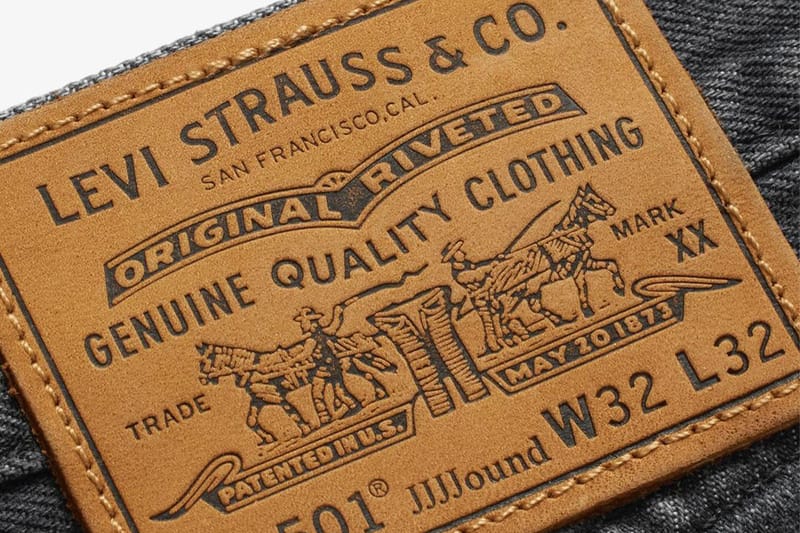 LEVI STRAUSS & CO.
SAN FRANCISCO, CAL.
ORIGINAL RIVETED
GENUINE QUALITY CLOTHING
TRADE MARK
XX
PATENTED IN U.S. MAY 20.1873
501® JJJJound W32 L32